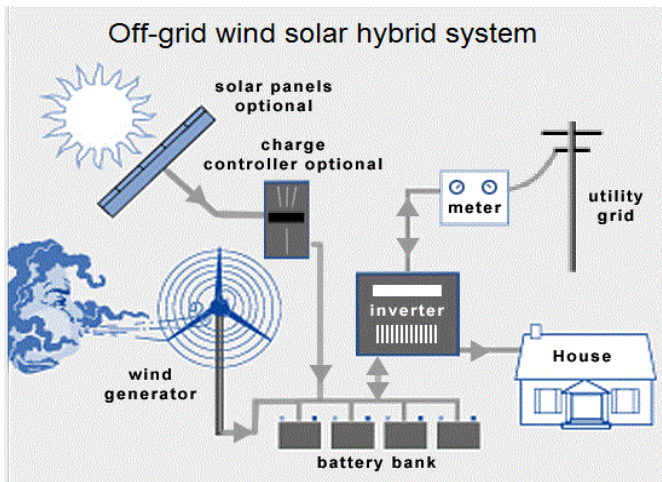 Off-grid wind solar hybrid system
solar panels
optional
charge
controller optional
meter
utility
grid
inverter
House
wind
generator
battery bank